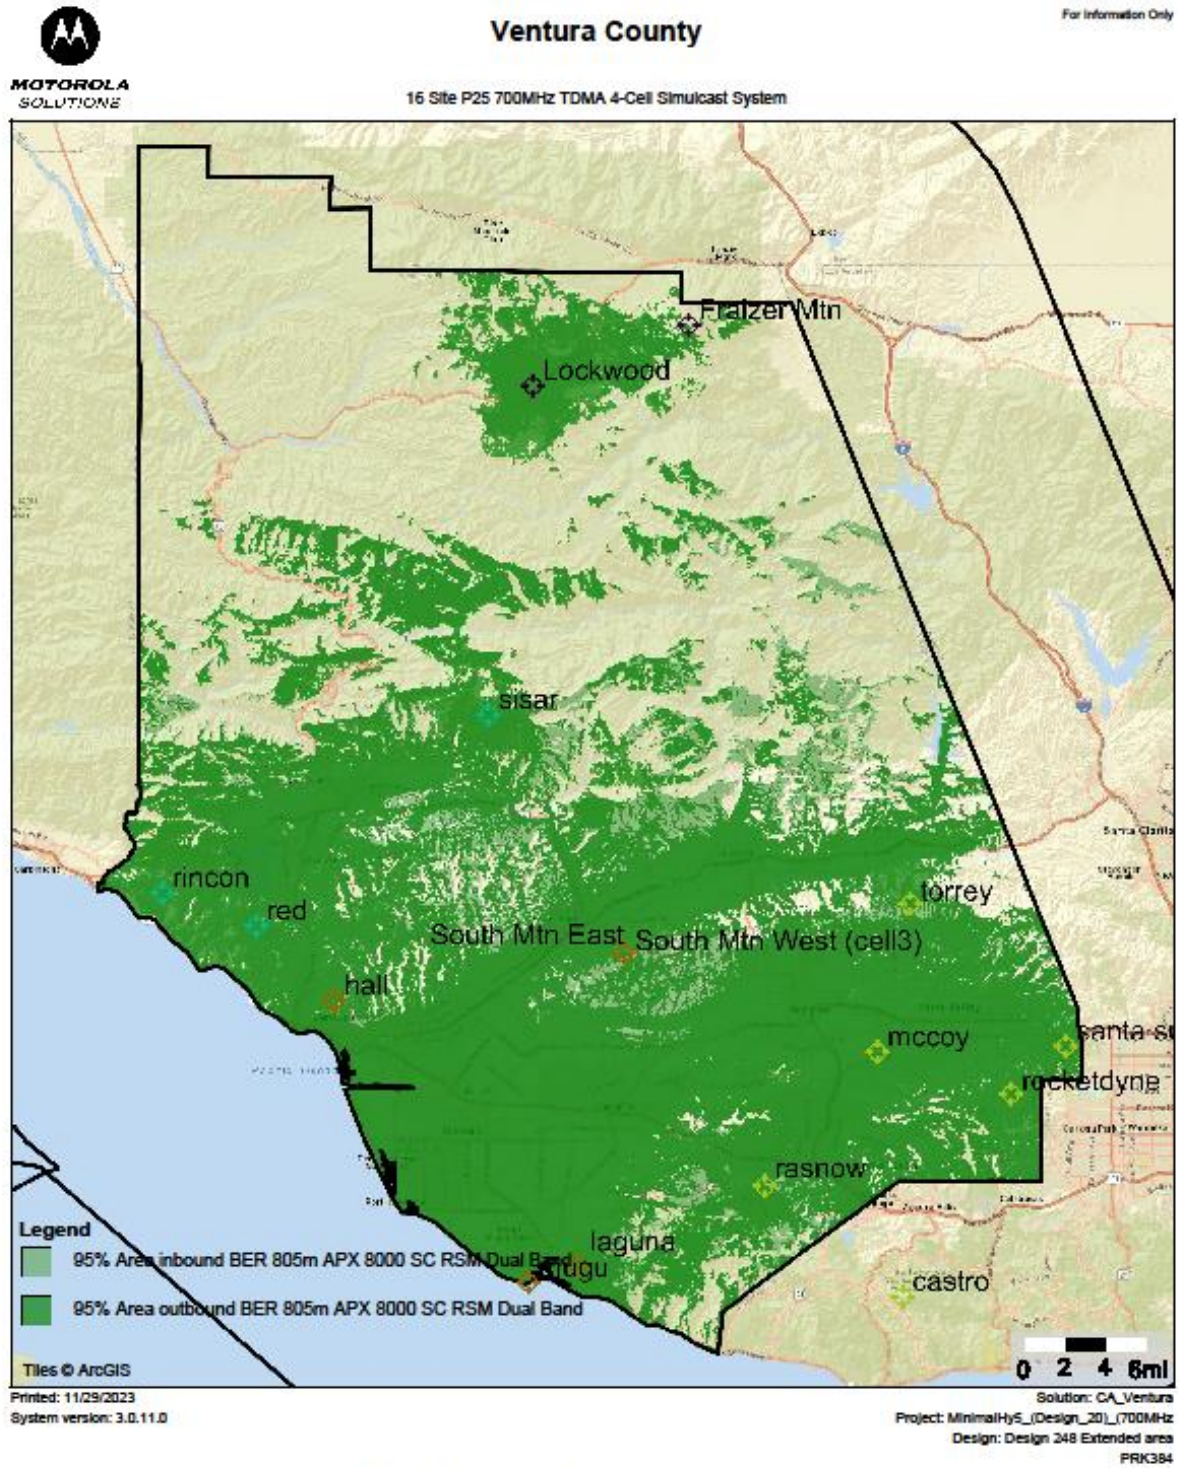 For Information Only
Ventura County
MOTOROLA
SOLUTIONS
16 Site P25 700MHz TDMA 4-Cell Simulcast System
Fraizer Mtn
Lockwood
sisar
Santa Clarita
rincon
torrey
red
South Mtn East
South Mtn West (cell3)
hall
mccoy
santa su
rocketdyne
rasnow
laguna
mugu
castro
Legend
95% Area inbound BER 805m APX 8000 SC RSM Dual Band
95% Area outbound BER 805m APX 8000 SC RSM Dual Band
Tiles © ArcGIS
0 2 4 6mi
Printed: 11/29/2023
System version: 3.0.11.0
Solution: CA_Ventura
Project: MinimalHy5_(Design_20)_(700MHz
Design: Design 248 Extended area
PRK384